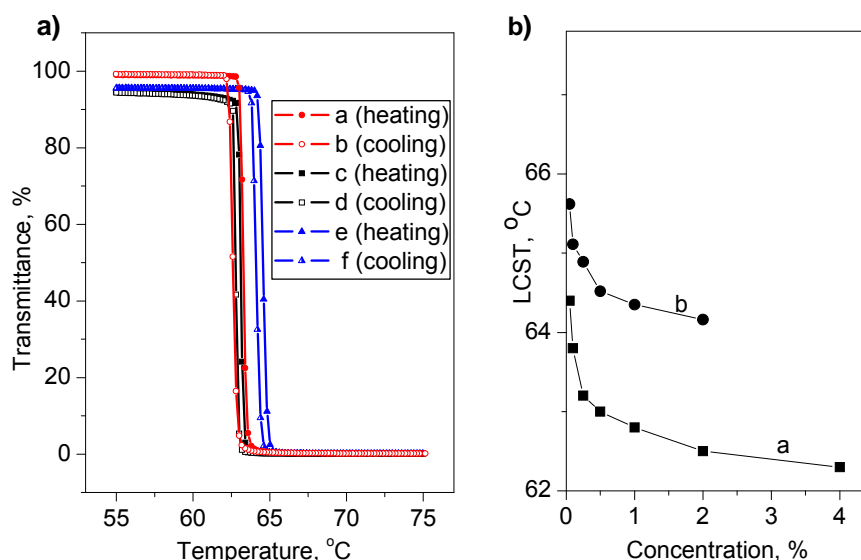 a)
100
80
60
40
20
0
55 60 65 70 75
Transmittance, %
Temperature, °C
a (heating)
b (cooling)
c (heating)
d (cooling)
e (heating)
f (cooling)
b)
66
64
62
0 1 2 3 4
LCST, °C
Concentration, %
b
a